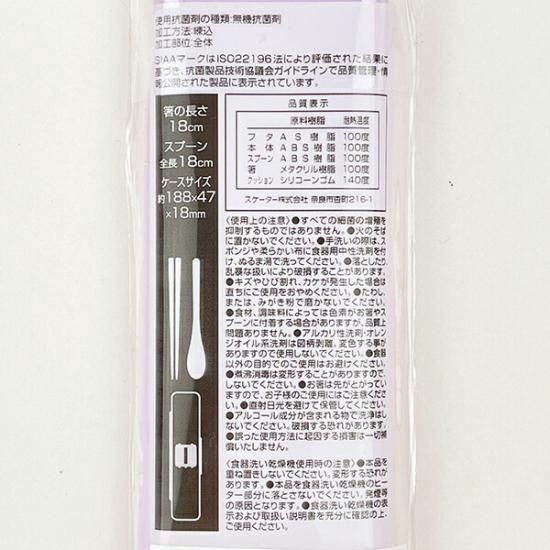 使用抗菌剤の種類:無機抗菌剤
加工方法:練込
加工部位:全体
SIAAマークはISO22196法により評価された結果に
基づき、抗菌製品技術協議会ガイドラインで品質管理・情
報公開された製品に表示されています。
箸の長さ
18cm
スプーン
全長18cm
ケースサイズ
約188×47
×18mm
品質表示
原料樹脂 耐熱温度
フタ AS樹脂 100度
本体 ABS樹脂 100度
スプーン ABS樹脂 100度
箸 メタクリル樹脂 100度
クッション シリコーンゴム 140度
スケーター株式会社 奈良市杏町216-1
〈使用上の注意〉●すべての細菌の増殖を
抑制するものではありません。●火のそば
に置かないでください。●手洗いの際は、ス
ポンジや柔らかい布に食器用中性洗剤を付
け、ぬるま湯で洗ってください。●落としたり、
乱暴な扱いにより破損することがあります。
●キズやひび割れ、カケが発生した場合は
直ちにご使用をおやめください。●たわし、
または、みがき粉で磨かないでください。
●食材、調味料によっては色素がお箸やス
プーンに付着する場合がありますが、品質上
問題ありません。●アルカリ性洗剤・オレン
ジオイル系洗剤は図柄剥離、変色する事が
ありますので使用しないでください。●食器
以外の目的でのご使用はお避けください。
●煮沸消毒は変形することがありますので、
しないでください。●お箸は先がとがってい
ますので、お子様のご使用にはご注意くださ
い。●直射日光を避けて保管してください。
●アルコール成分が含まれる物で洗浄はし
ないでください。破損する恐れがあります。
●誤った使用方法に起因する損害は一切補
償いたしません。
〈食器洗い乾燥機使用時の注意〉●本品を
重ね置きしないでください。変形する恐れがあ
ります。●本品を食器洗い乾燥機のヒー
ター部分に落とさないでください。発煙等
の原因となります。●食器洗い乾燥機の表
示および取扱い説明書を充分に確認の上、
ご使用ください。